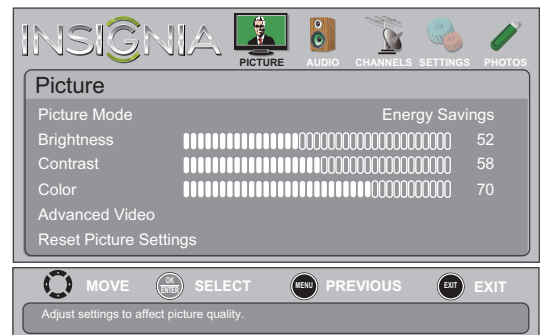 INSIGNIA
PICTURE AUDIO CHANNELS SETTINGS PHOTOS
Picture
Picture Mode Energy Savings
Brightness 52
Contrast 58
Color 70
Advanced Video
Reset Picture Settings
MOVE OK ENTER SELECT MENU PREVIOUS EXIT EXIT
Adjust settings to affect picture quality.